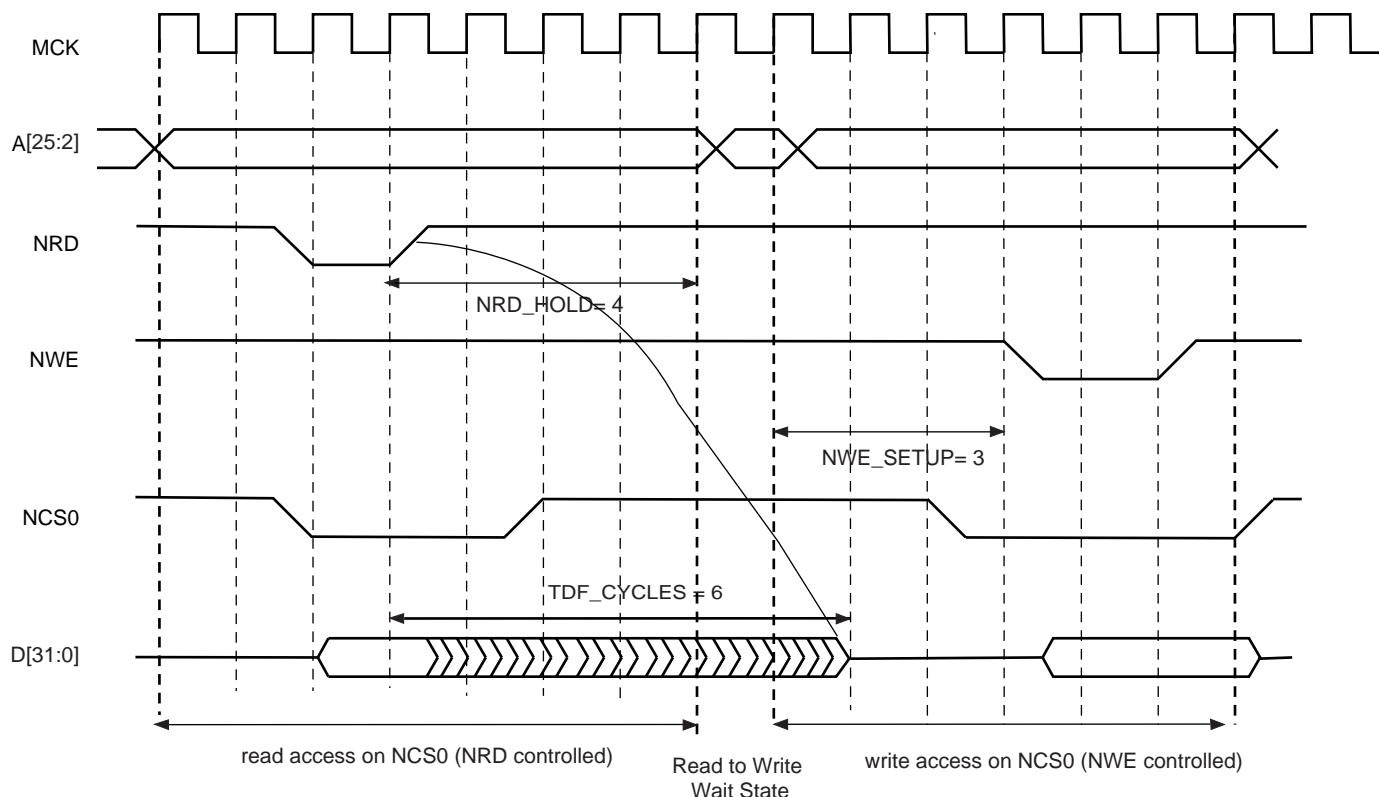 MCK
A[25:2]
NRD
NRD_HOLD= 4
NWE
NWE_SETUP= 3
NCS0
TDF_CYCLES = 6
D[31:0]
read access on NCS0 (NRD controlled)
Read to Write
Wait State
write access on NCS0 (NWE controlled)